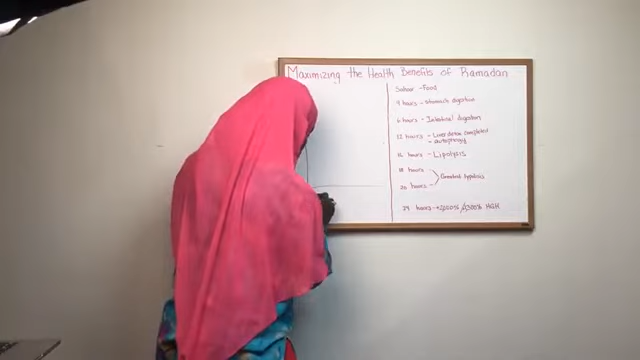 Maximizing the Health Benefits of Ramadan
Sahoor - Food
4 hours - stomach digestion
6 hours - Intestinal digestion
12 hours - Liver detox completed
- autophagy
16 hours - Lipolysis
18 hours
Greatest lypolisis
20 hours -
24 hours → HGH